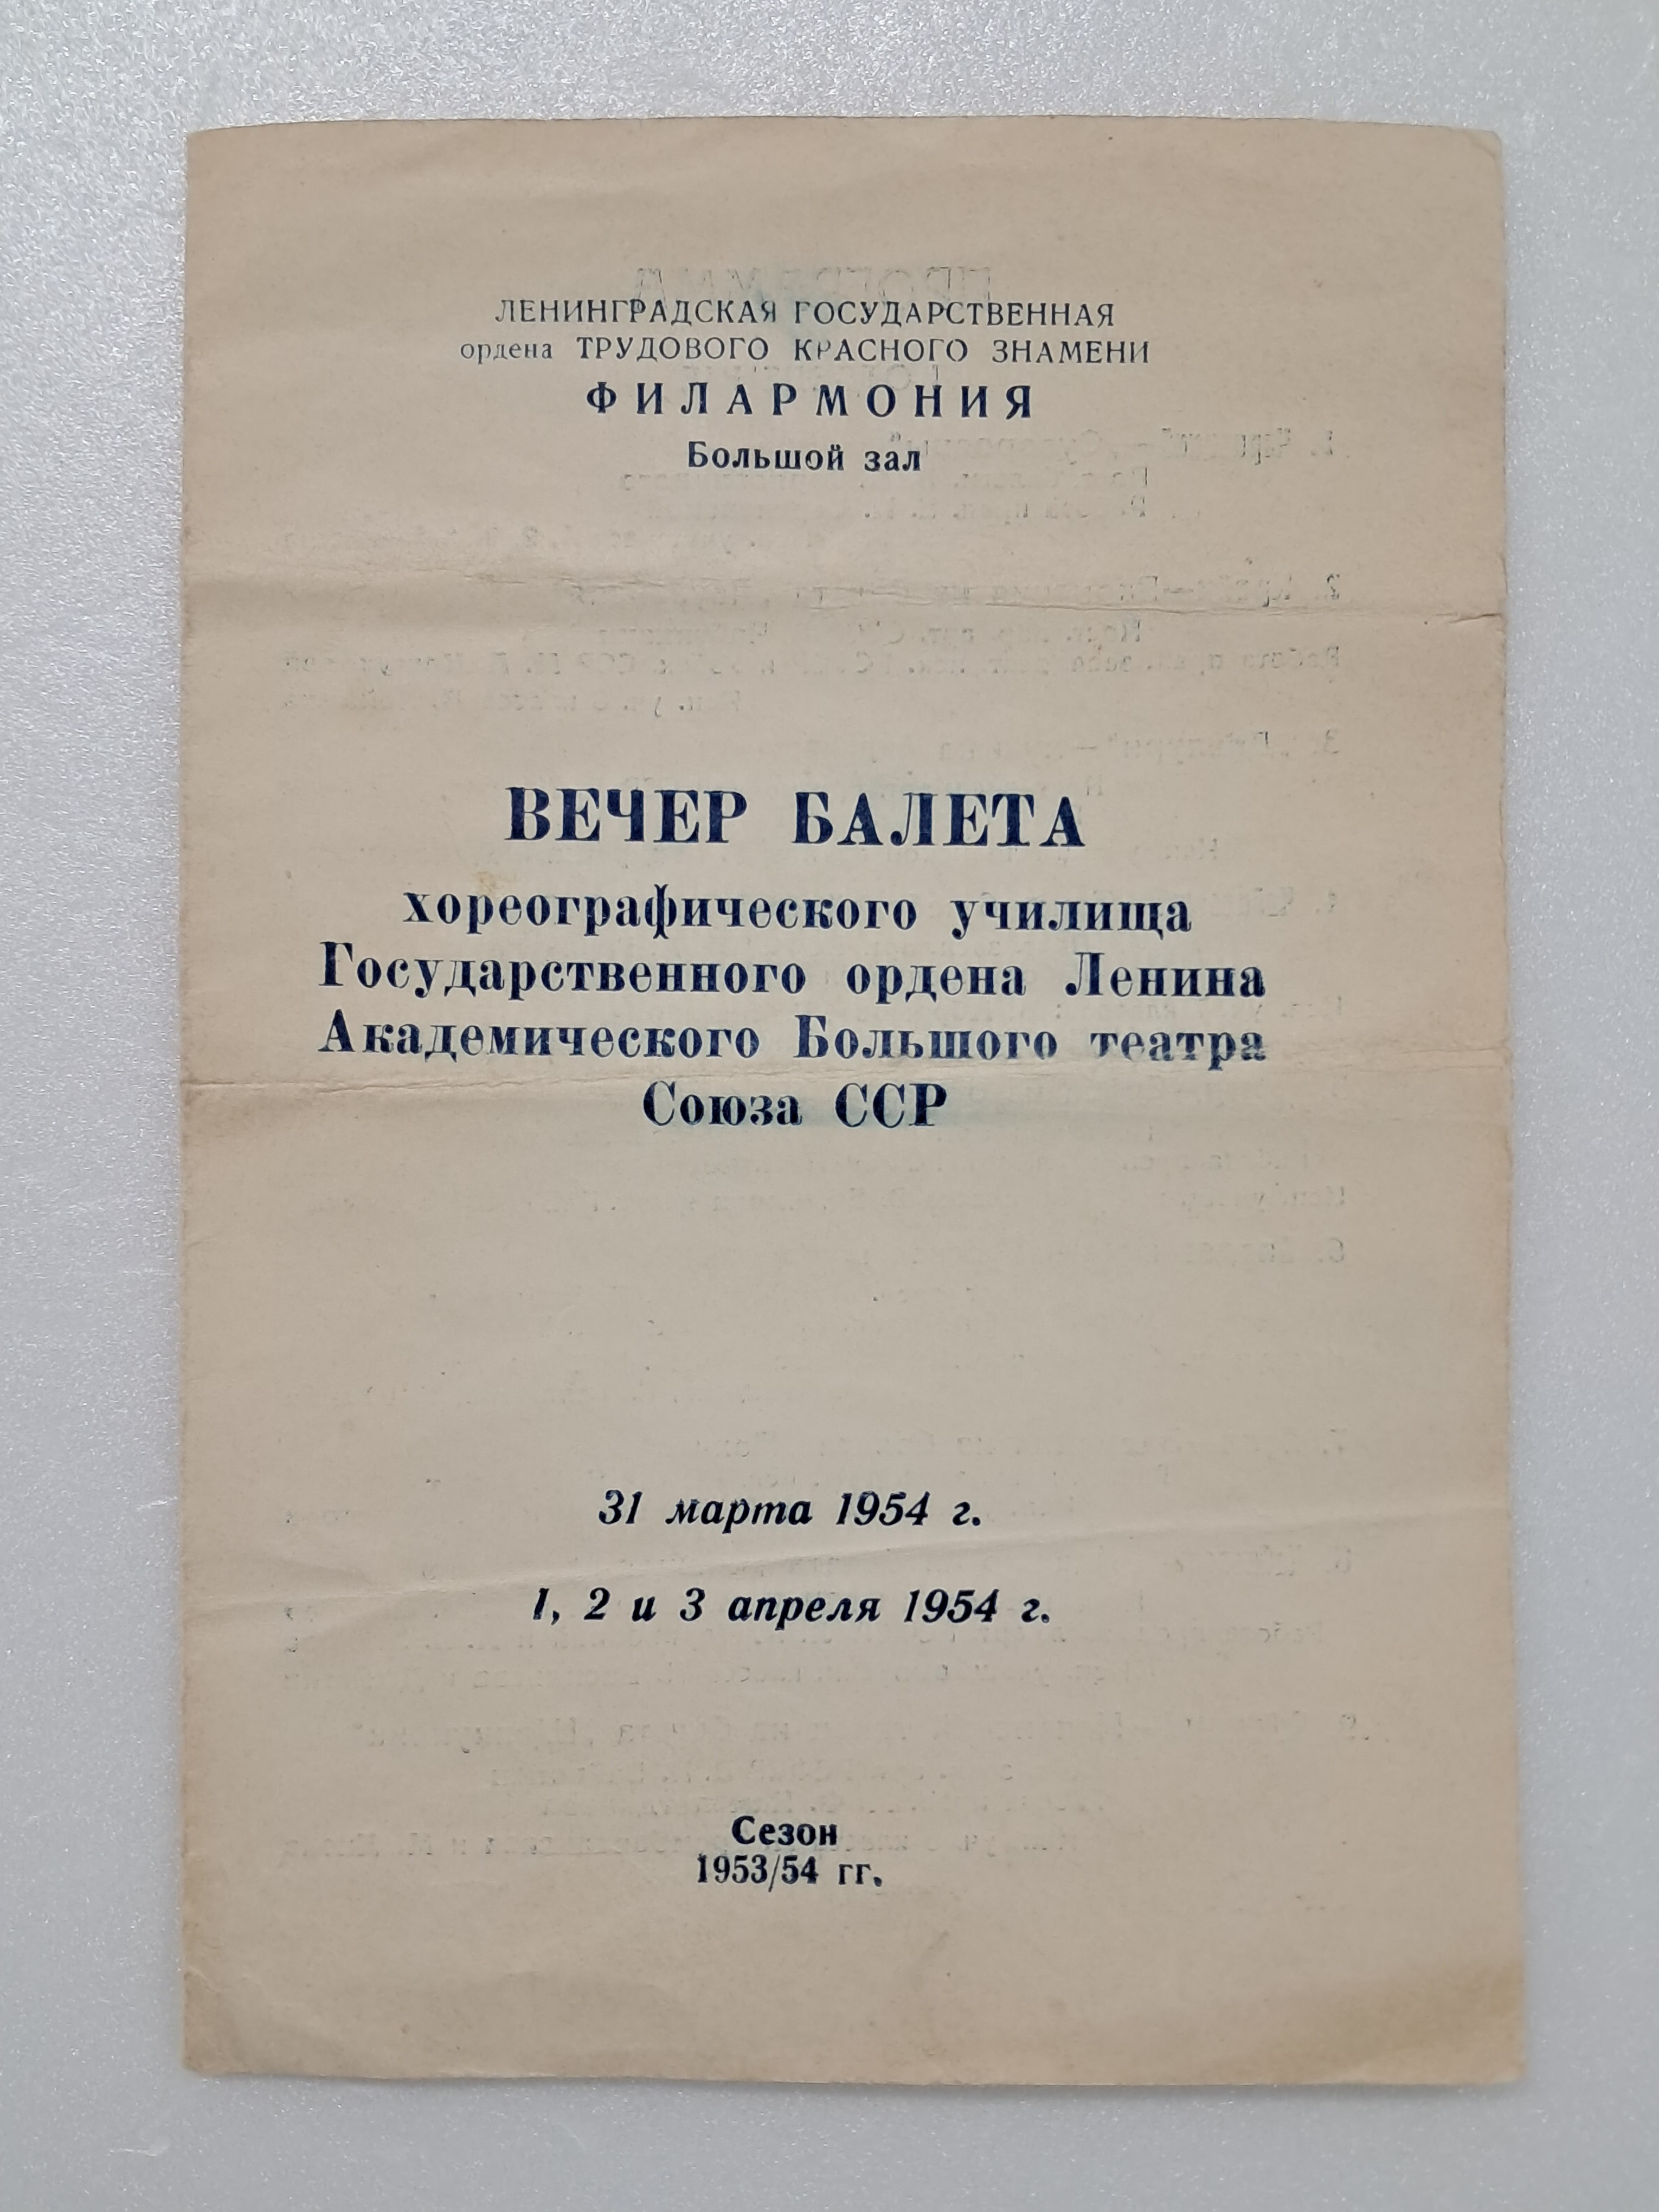 ЛЕНИНГРАДСКАЯ ГОСУДАРСТВЕННАЯ
ордена ТРУДОВОГО КРАСНОГО ЗНАМЕНИ
ФИЛАРМОНИЯ
Большой зал
ВЕЧЕР БАЛЕТА
хореографического училища
Государственного ордена Ленина
Академического Большого театра
Союза ССР
31 марта 1954 г.
1, 2 и 3 апреля 1954 г.
Сезон
1953/54 гг.